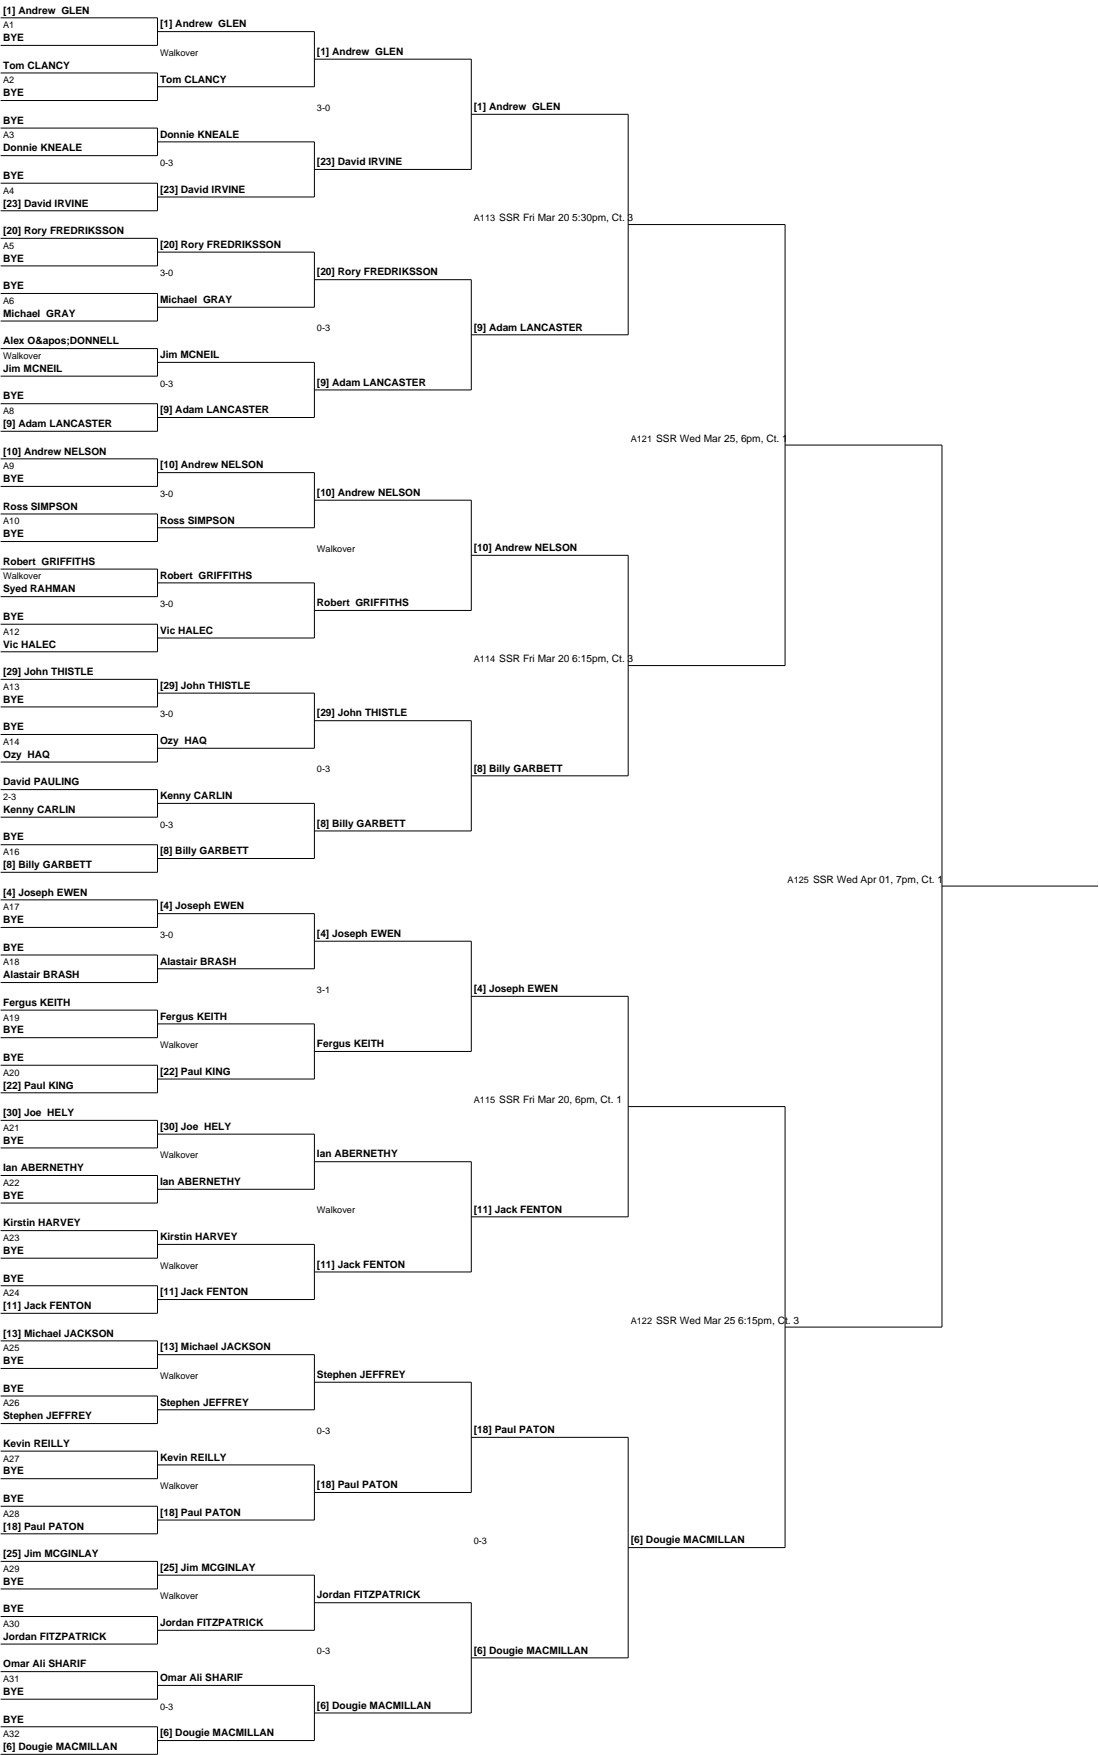 [1] Andrew  GLEN
A1
BYE
[1] Andrew  GLEN
Walkover
Tom CLANCY
A2
BYE
Tom CLANCY
[1] Andrew  GLEN
3-0
BYE
A3
Donnie KNEALE
Donnie KNEALE
0-3
BYE
A4
[23] David IRVINE
[23] David IRVINE
[23] David IRVINE
[1] Andrew  GLEN
A113 SSR Fri Mar 20 5:30pm, Ct. 3
[20] Rory FREDRIKSSON
A5
BYE
[20] Rory FREDRIKSSON
3-0
BYE
A6
Michael  GRAY
Michael  GRAY
[20] Rory FREDRIKSSON
0-3
Alex O&apos;DONNELL
Walkover
Jim MCNEIL
Jim MCNEIL
0-3
BYE
A8
[9] Adam LANCASTER
[9] Adam LANCASTER
[9] Adam LANCASTER
[9] Adam LANCASTER
A121 SSR Wed Mar 25, 6pm, Ct. 1
[10] Andrew NELSON
A9
BYE
[10] Andrew NELSON
3-0
Ross SIMPSON
A10
BYE
Ross SIMPSON
[10] Andrew NELSON
Walkover
Robert  GRIFFITHS
Walkover
Syed RAHMAN
Robert  GRIFFITHS
3-0
BYE
A12
Vic HALEC
Vic HALEC
Robert  GRIFFITHS
[10] Andrew NELSON
A114 SSR Fri Mar 20 6:15pm, Ct. 3
[29] John THISTLE
A13
BYE
[29] John THISTLE
3-0
BYE
A14
Ozy  HAQ
Ozy  HAQ
[29] John THISTLE
0-3
David PAULING
2-3
Kenny CARLIN
Kenny CARLIN
0-3
BYE
A16
[8] Billy GARBETT
[8] Billy GARBETT
[8] Billy GARBETT
[8] Billy GARBETT
A125 SSR Wed Apr 01, 7pm, Ct. 1
[4] Joseph EWEN
A17
BYE
[4] Joseph EWEN
3-0
BYE
A18
Alastair BRASH
Alastair BRASH
[4] Joseph EWEN
3-1
Fergus KEITH
A19
BYE
Fergus KEITH
Walkover
BYE
A20
[22] Paul KING
[22] Paul KING
Fergus KEITH
[4] Joseph EWEN
A115 SSR Fri Mar 20, 6pm, Ct. 1
[30] Joe  HELY
A21
BYE
[30] Joe  HELY
Walkover
Ian ABERNETHY
A22
BYE
Ian ABERNETHY
Ian ABERNETHY
Walkover
Kirstin HARVEY
A23
BYE
Kirstin HARVEY
Walkover
BYE
A24
[11] Jack FENTON
[11] Jack FENTON
[11] Jack FENTON
[11] Jack FENTON
A122 SSR Wed Mar 25 6:15pm, Ct. 3
[13] Michael JACKSON
A25
BYE
[13] Michael JACKSON
Walkover
BYE
A26
Stephen JEFFREY
Stephen JEFFREY
Stephen JEFFREY
0-3
Kevin REILLY
A27
BYE
Kevin REILLY
Walkover
BYE
A28
[18] Paul PATON
[18] Paul PATON
[18] Paul PATON
[18] Paul PATON
0-3
[6] Dougie MACMILLAN
[25] Jim MCGINLAY
A29
BYE
[25] Jim MCGINLAY
Walkover
BYE
A30
Jordan FITZPATRICK
Jordan FITZPATRICK
Jordan FITZPATRICK
0-3
Omar Ali SHARIF
A31
BYE
Omar Ali SHARIF
0-3
BYE
A32
[6] Dougie MACMILLAN
[6] Dougie MACMILLAN
[6] Dougie MACMILLAN
[6] Dougie MACMILLAN